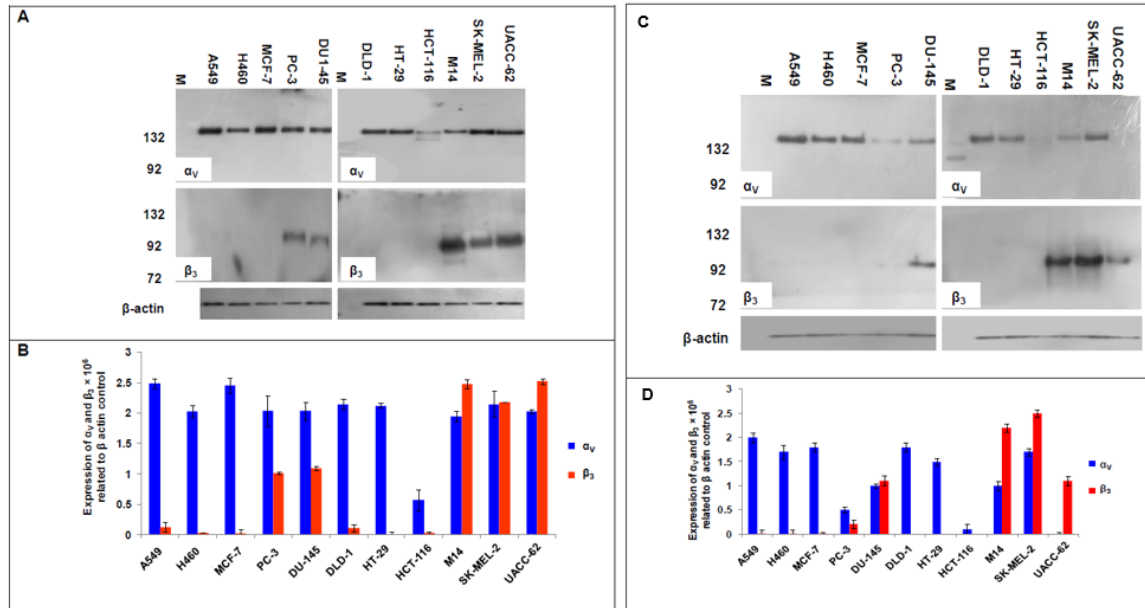 A
M
A549
H460
MCF-7
PC-3
DU1-45
M
DLD-1
HT-29
HCT-116
M14
SK-MEL-2
UACC-62
132
92
αV
αV
132
92
72
β3
β3
β-actin
B
Expression of αV and β3 × 10⁶
related to β actin control
3
2.5
2
1.5
1
0.5
0
αV
β3
A549
H460
MCF-7
PC-3
DU-145
DLD-1
HT-29
HCT-116
M14
SK-MEL-2
UACC-62
C
M
A549
H460
MCF-7
PC-3
DU-145
M
DLD-1
HT-29
HCT-116
M14
SK-MEL-2
UACC-62
132
92
αV
αV
132
92
72
β3
β3
β-actin
D
Expression of αV and β3 × 10⁶
related to β actin control
3
2.5
2
1.5
1
0.5
0
αV
β3
A549
H460
MCF-7
PC-3
DU-145
DLD-1
HT-29
HCT-116
M14
SK-MEL-2
UACC-62